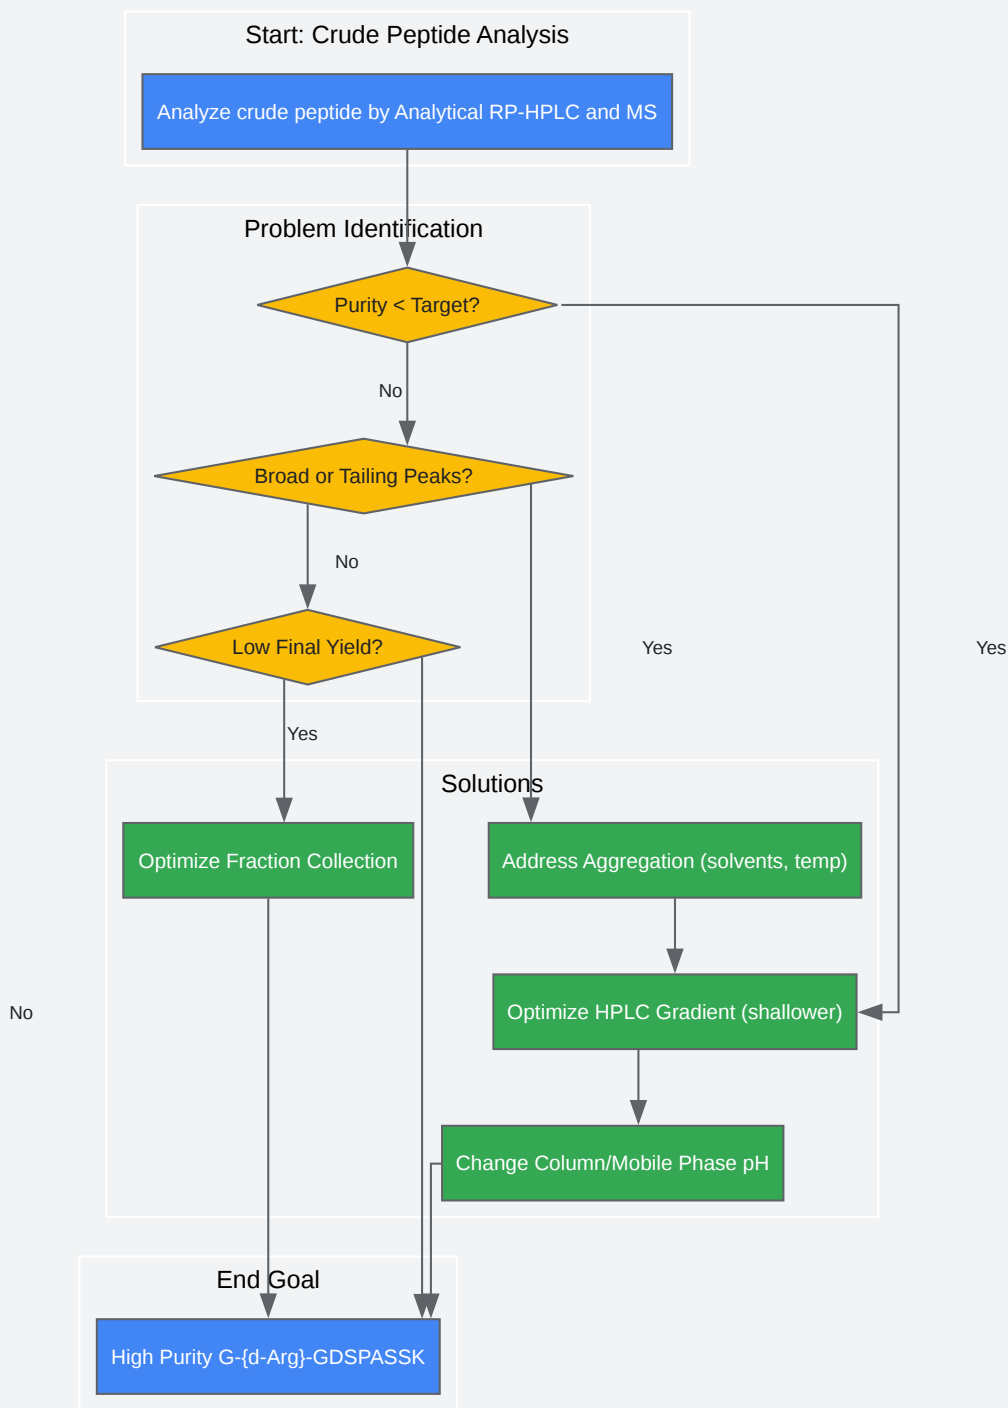 Start: Crude Peptide Analysis
Analyze crude peptide by Analytical RP-HPLC and MS
Problem Identification
Purity < Target?
No
Broad or Tailing Peaks?
No
Low Final Yield?
Yes
Yes
Yes
Solutions
Optimize Fraction Collection
Address Aggregation (solvents, temp)
No
Optimize HPLC Gradient (shallower)
Change Column/Mobile Phase pH
End Goal
High Purity G-{d-Arg}-GDSPASSK